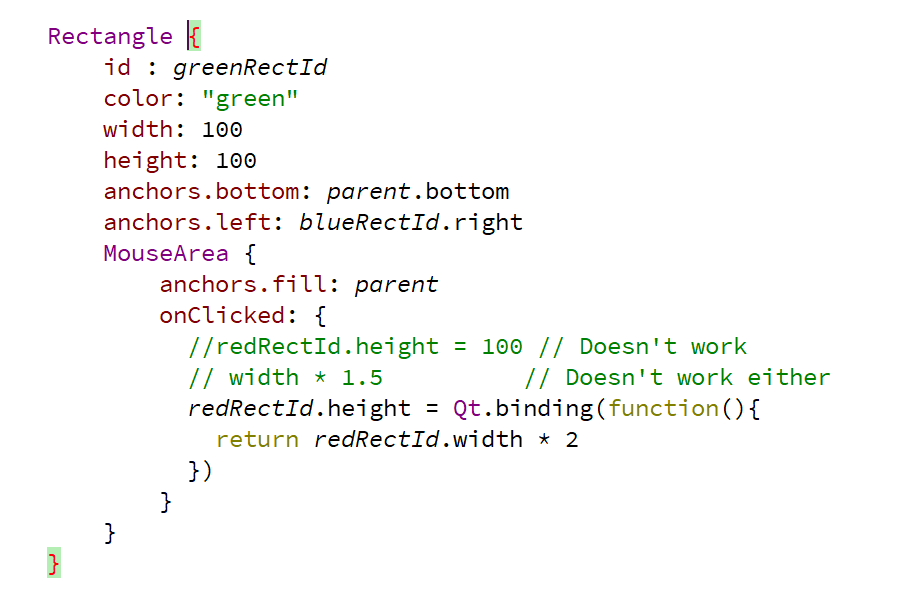 Rectangle {
    id : greenRectId
    color: "green"
    width: 100
    height: 100
    anchors.bottom: parent.bottom
    anchors.left: blueRectId.right
    MouseArea {
        anchors.fill: parent
        onClicked: {
          //redRectId.height = 100 // Doesn't work
          // width * 1.5          // Doesn't work either
          redRectId.height = Qt.binding(function(){
            return redRectId.width * 2
          })
        }
    }
}